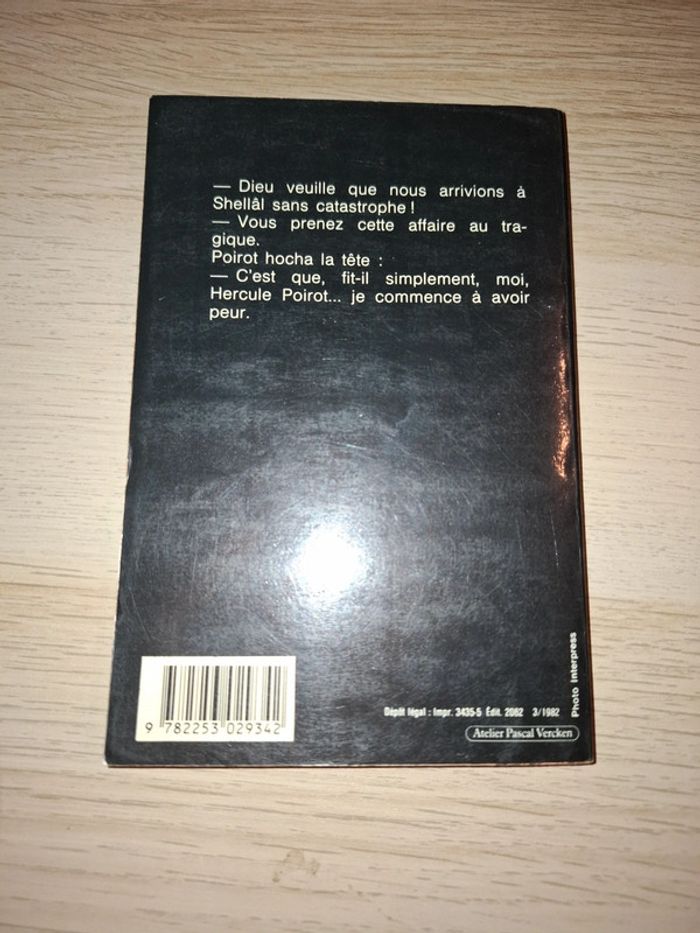 — Dieu veuille que nous arrivions à
Shellâl sans catastrophe !
— Vous prenez cette affaire au tra-
gique.
Poirot hocha la tête :
— C'est que, fit-il simplement, moi,
Hercule Poirot... je commence à avoir
peur.
Photo Interpress
9 782253 029342
Dépôt légal : Impr. 3435-5 Édit. 2062 3/1982
Atelier Pascal Vercken